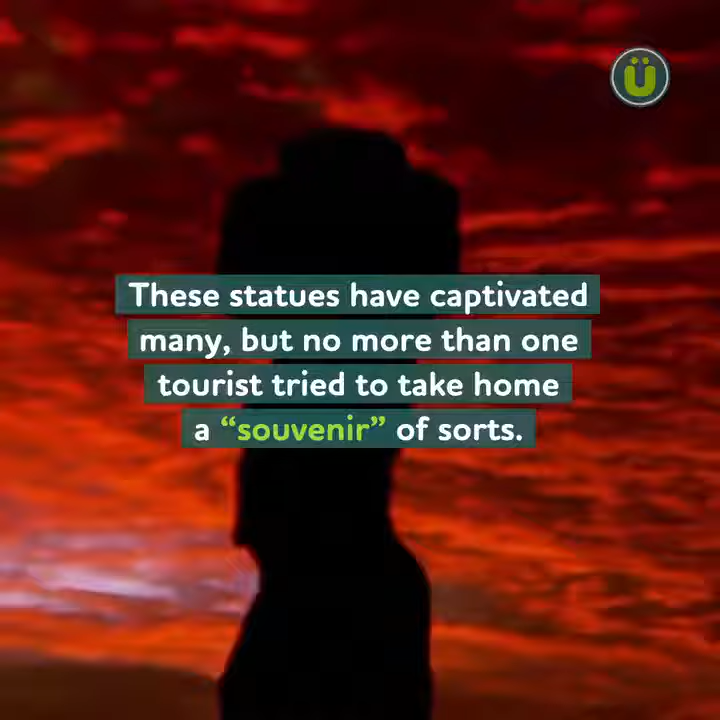 Ü
These statues have captivated
many, but no more than one
tourist tried to take home
a “souvenir” of sorts.